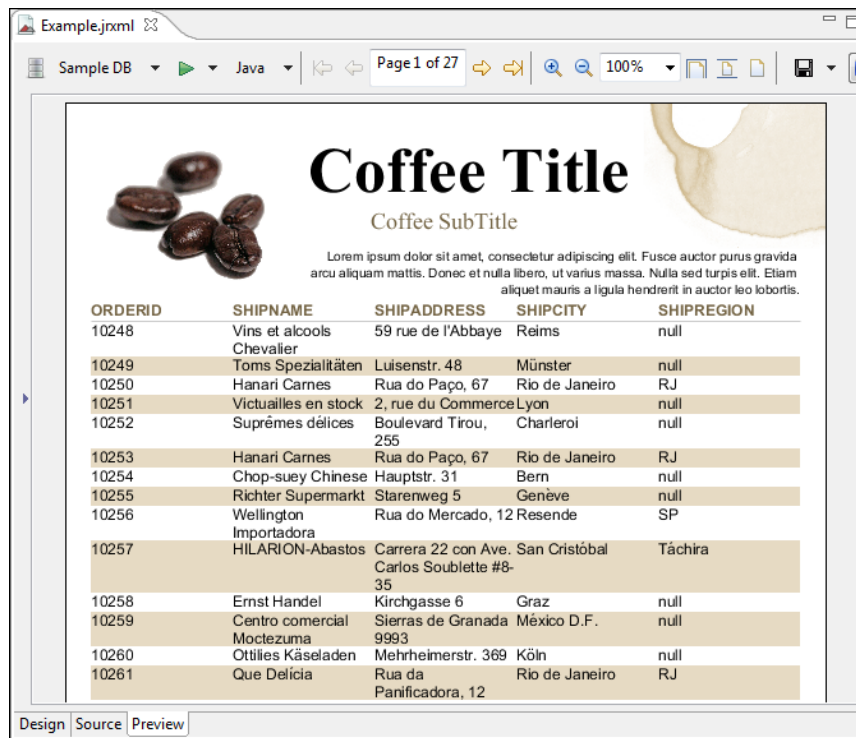 Example.jrxml
Sample DB Java Page 1 of 27 100%
Coffee Title
Coffee SubTitle
Lorem ipsum dolor sit amet, consectetur adipiscing elit. Fusce auctor purus gravida
arcu aliquam mattis. Donec et nulla libero, ut varius massa. Nulla sed turpis elit. Etiam
aliquet mauris a ligula hendrerit in auctor leo lobortis.
ORDERID SHIPNAME SHIPADDRESS SHIPCITY SHIPREGION
10248 Vins et alcools 59 rue de l'Abbaye Reims null
Chevalier
10249 Toms Spezialitäten Luisenstr. 48 Münster null
10250 Hanari Carnes Rua do Paço, 67 Rio de Janeiro RJ
10251 Victuailles en stock 2, rue du Commerce Lyon null
10252 Suprêmes délices Boulevard Tirou, Charleroi null
255
10253 Hanari Carnes Rua do Paço, 67 Rio de Janeiro RJ
10254 Chop-suey Chinese Hauptstr. 31 Bern null
10255 Richter Supermarkt Starenweg 5 Genève null
10256 Wellington Rua do Mercado, 12 Resende SP
Importadora
10257 HILARION-Abastos Carrera 22 con Ave. San Cristóbal Táchira
Carlos Soublette #8-
35
10258 Ernst Handel Kirchgasse 6 Graz null
10259 Centro comercial Sierras de Granada México D.F. null
Moctezuma 9993
10260 Ottilies Käseladen Mehrheimerstr. 369 Köln null
10261 Que Delícia Rua da Rio de Janeiro RJ
Panificadora, 12
Design Source Preview